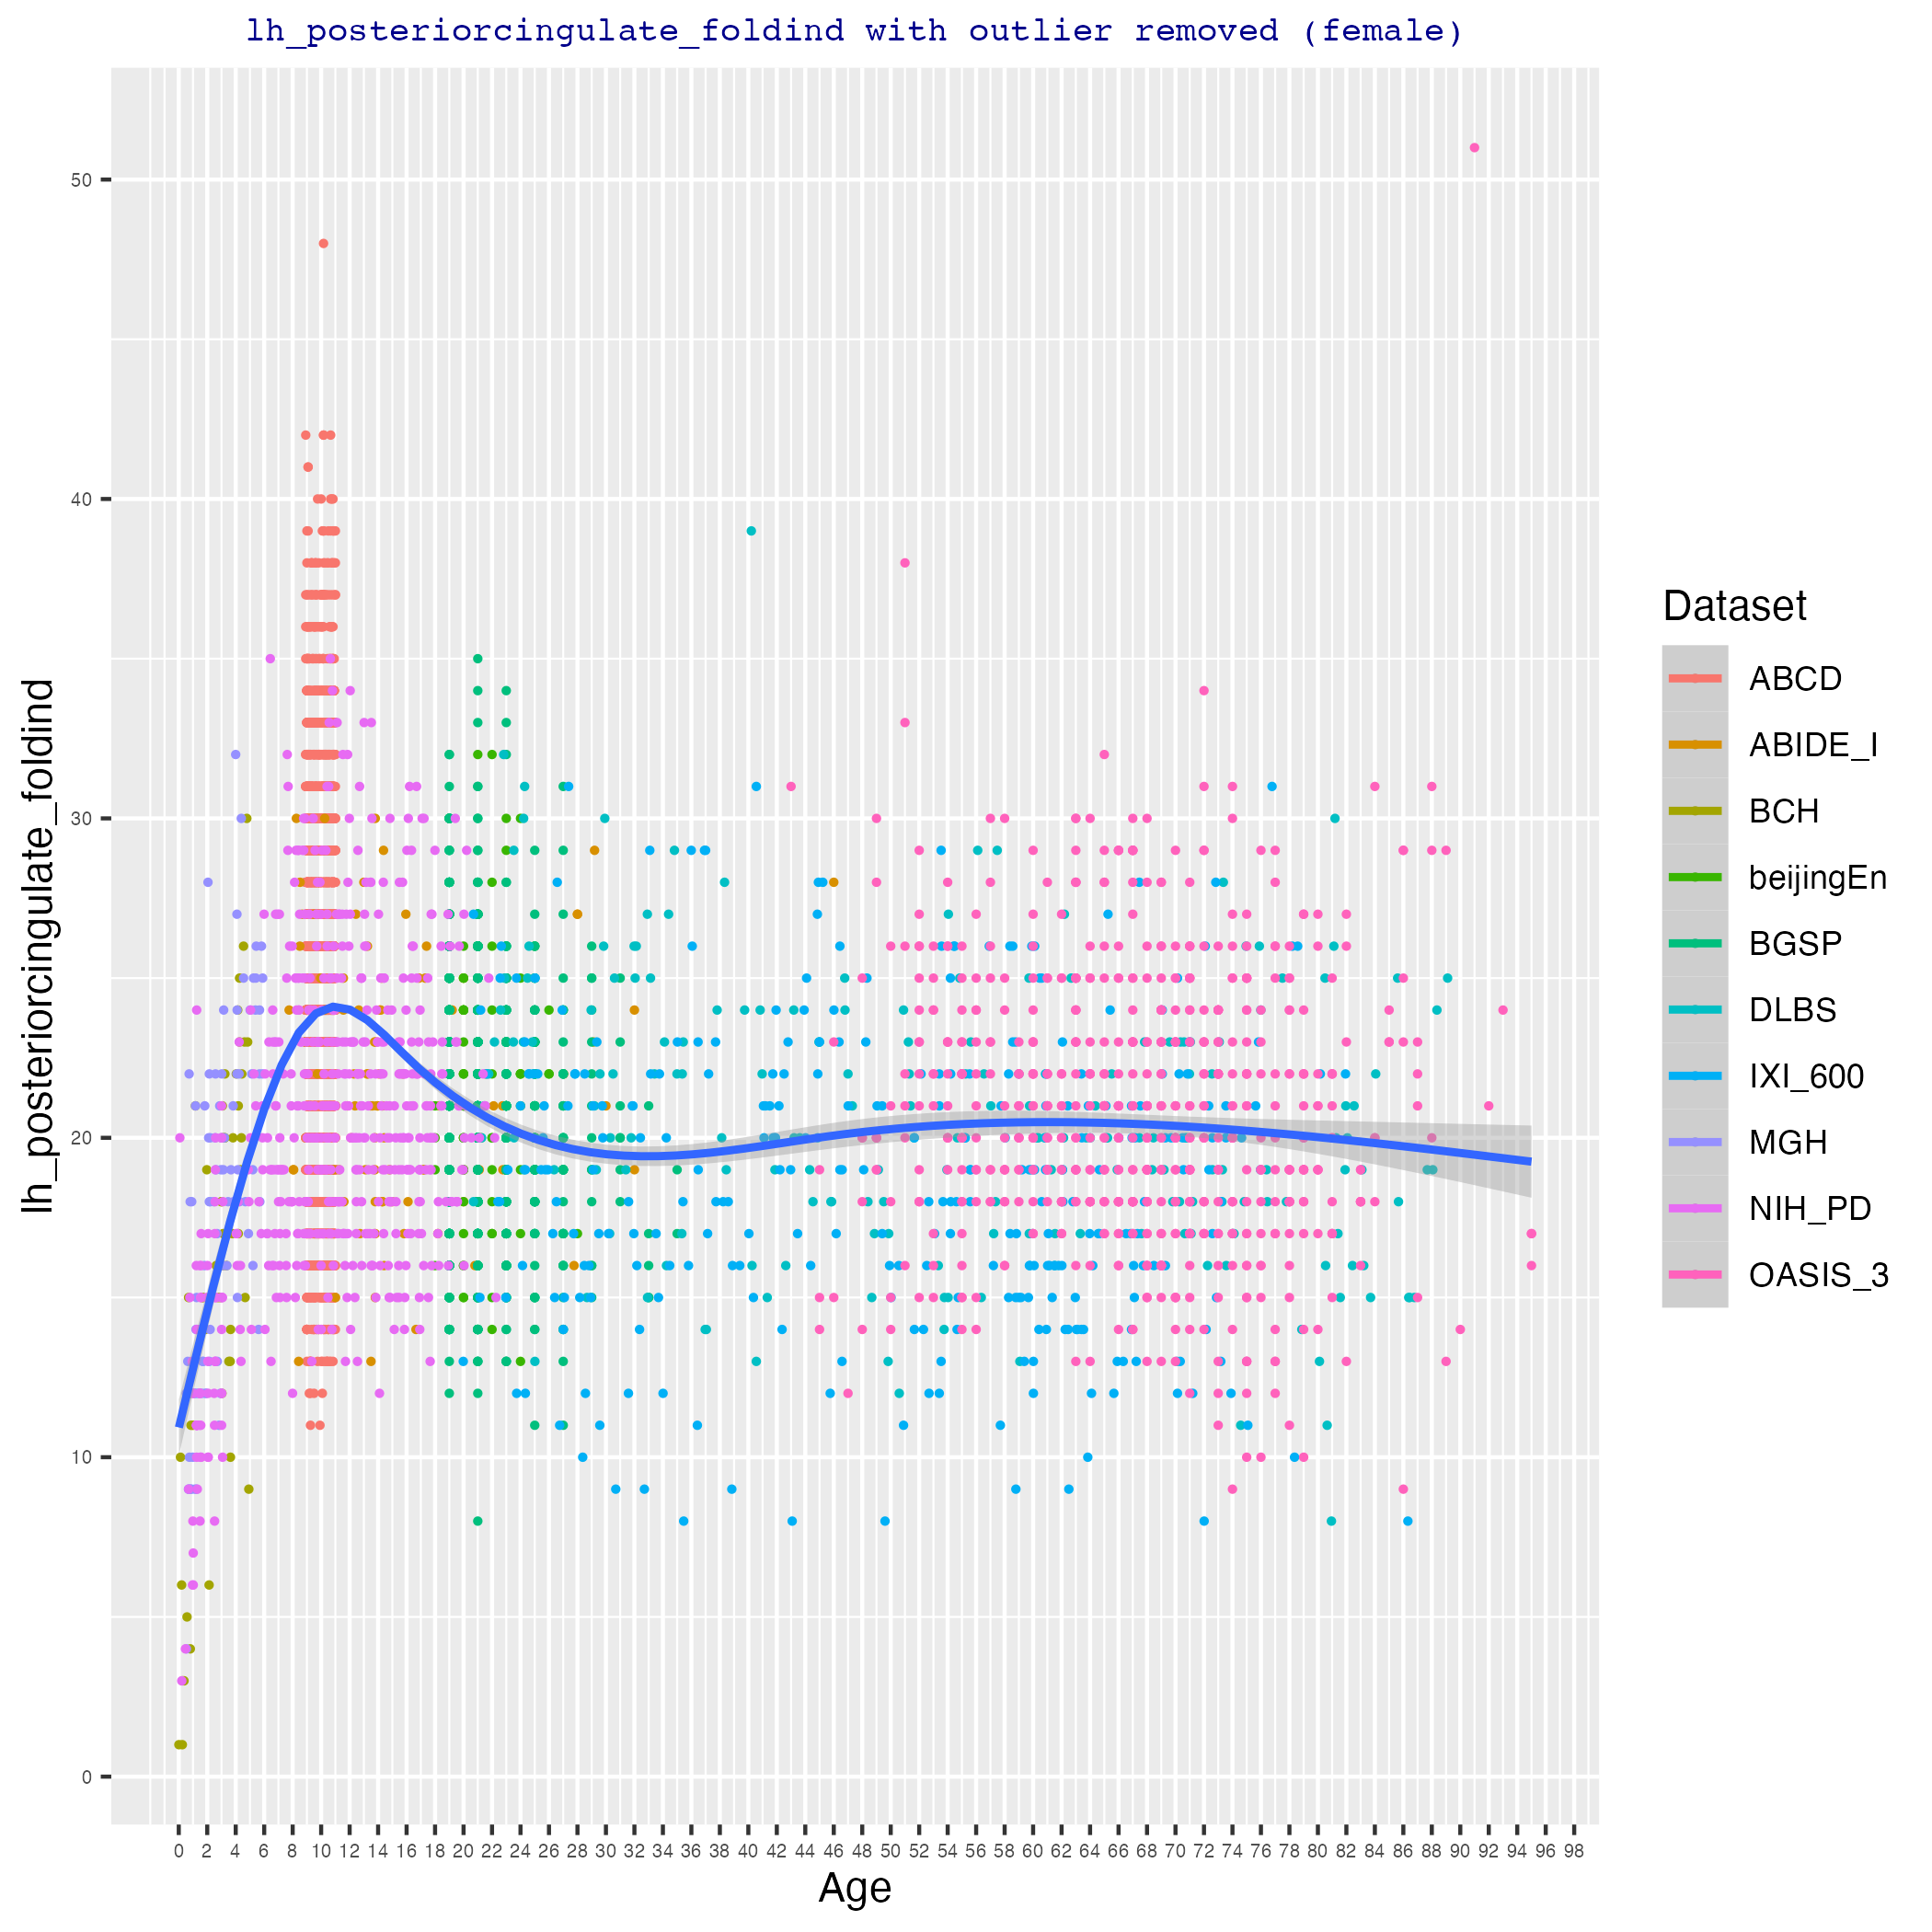 lh_posteriorcingulate_foldind with outlier removed (female)
50
40
30
20
10
0
lh_posteriorcingulate_foldind
0 2 4 6 8 10 12 14 16 18 20 22 24 26 28 30 32 34 36 38 40 42 44 46 48 50 52 54 56 58 60 62 64 66 68 70 72 74 76 78 80 82 84 86 88 90 92 94 96 98
Age
Dataset
ABCD
ABIDE_I
BCH
beijingEn
BGSP
DLBS
IXI_600
MGH
NIH_PD
OASIS_3